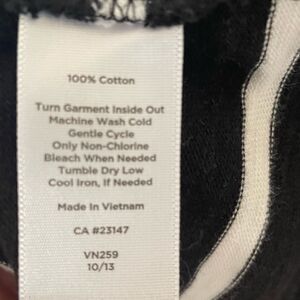 100% Cotton
Turn Garment Inside Out
Machine Wash Cold
Gentle Cycle
Only Non-Chlorine
Bleach When Needed
Tumble Dry Low
Cool Iron, If Needed
Made In Vietnam
CA #23147
VN259
10/13